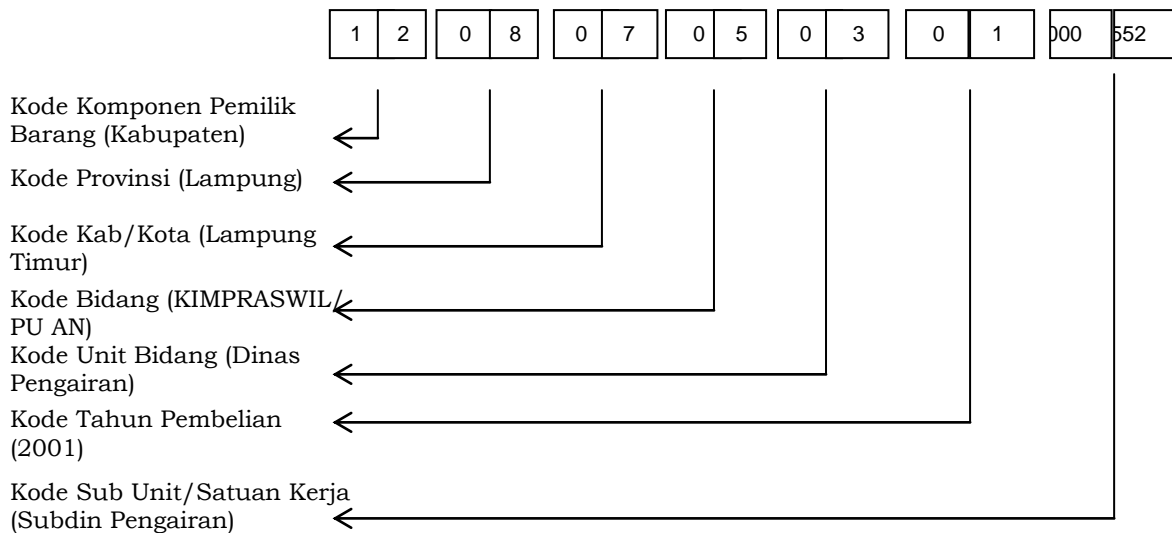 1 2 0 8 0 7 0 5 0 3 0 1 000 552
Kode Komponen Pemilik
Barang (Kabupaten)
Kode Provinsi (Lampung)
Kode Kab/Kota (Lampung
Timur)
Kode Bidang (KIMPRASWIL/
PU AN)
Kode Unit Bidang (Dinas
Pengairan)
Kode Tahun Pembelian
(2001)
Kode Sub Unit/Satuan Kerja
(Subdin Pengairan)